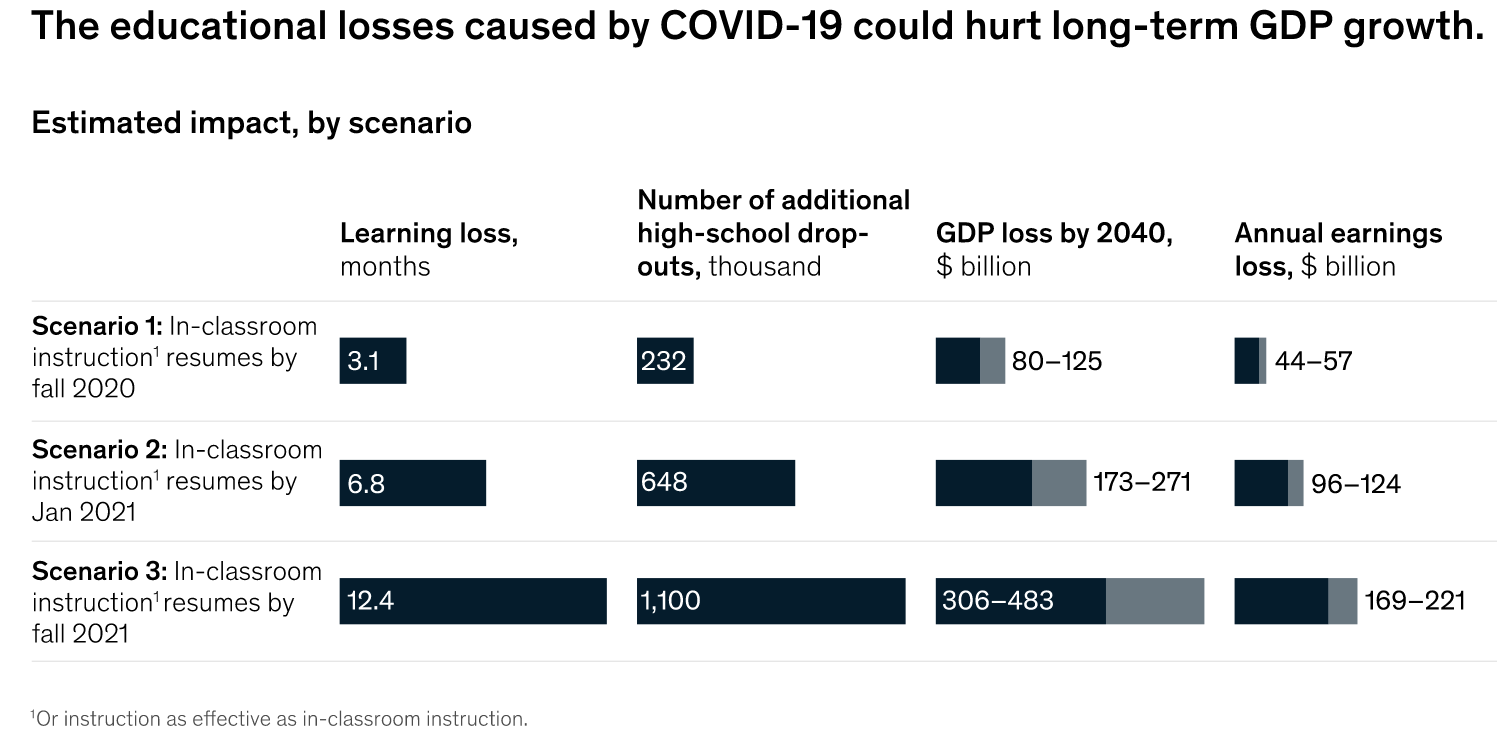 The educational losses caused by COVID-19 could hurt long-term GDP growth.
Estimated impact, by scenario
Learning loss,
months
Number of additional
high-school drop-
outs, thousand
GDP loss by 2040,
$ billion
Annual earnings
loss, $ billion
Scenario 1: In-classroom
instruction¹ resumes by
fall 2020
3.1
232
80–125
44–57
Scenario 2: In-classroom
instruction¹ resumes by
Jan 2021
6.8
648
173–271
96–124
Scenario 3: In-classroom
instruction¹ resumes by
fall 2021
12.4
1,100
306–483
169–221
¹Or instruction as effective as in-classroom instruction.